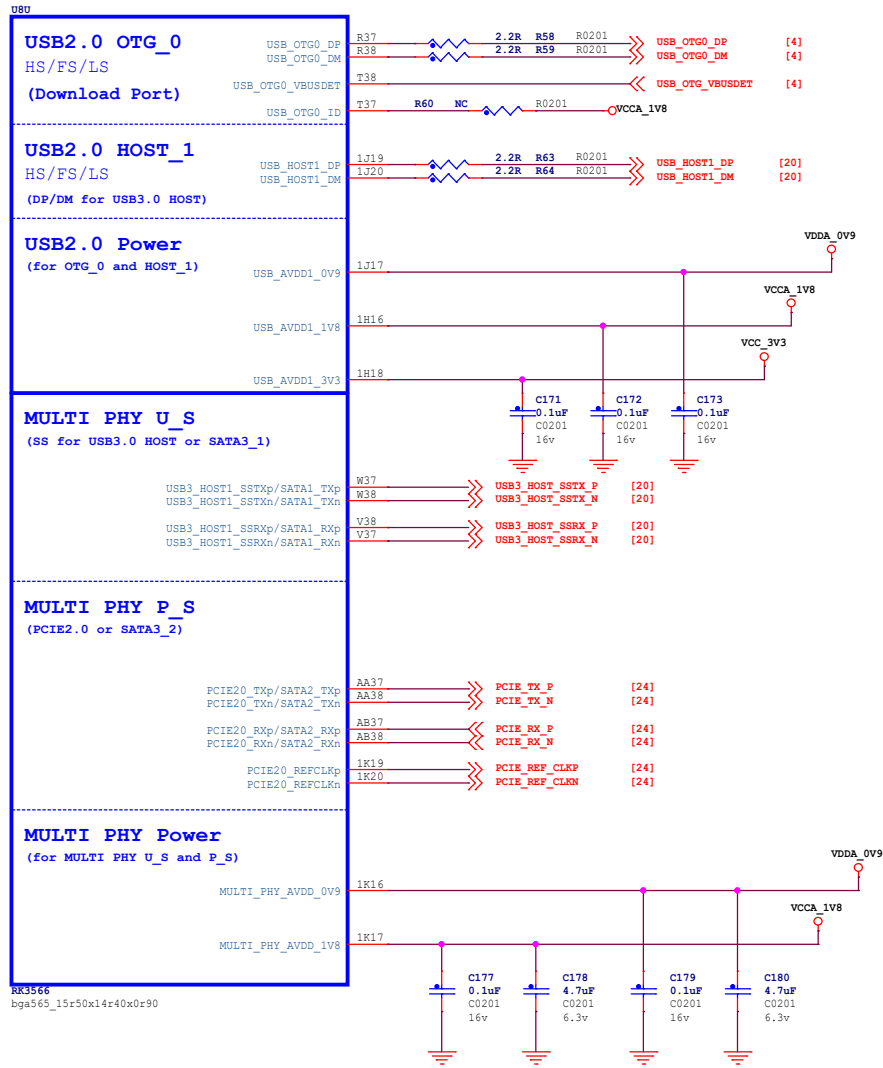 U8U
USB2.0 OTG_0
HS/FS/LS
(Download Port)
USB_OTG0_DP R37 2.2R R58 R0201 USB_OTG0_DP [4]
USB_OTG0_DM R38 2.2R R59 R0201 USB_OTG0_DM [4]
USB_OTG0_VBUSDET T38 USB_OTG_VBUSDET [4]
USB_OTG0_ID T37 R60 NC R0201 VCCA_1V8
USB2.0 HOST_1
HS/FS/LS
(DP/DM for USB3.0 HOST)
USB_HOST1_DP 1J19 2.2R R63 R0201 USB_HOST1_DP [20]
USB_HOST1_DM 1J20 2.2R R64 R0201 USB_HOST1_DM [20]
USB2.0 Power
(for OTG_0 and HOST_1)
VDDA_0V9
USB_AVDD1_0V9 1J17
VCCA_1V8
USB_AVDD1_1V8 1H16
VCC_3V3
USB_AVDD1_3V3 1H18
C171 C172 C173
0.1uF 0.1uF 0.1uF
C0201 C0201 C0201
16v 16v 16v
MULTI PHY U_S
(SS for USB3.0 HOST or SATA3_1)
USB3_HOST1_SSTXp/SATA1_TXp W37 USB3_HOST_SSTX_P [20]
USB3_HOST1_SSTXn/SATA1_TXn W38 USB3_HOST_SSTX_N [20]
USB3_HOST1_SSRXp/SATA1_RXp V38 USB3_HOST_SSRX_P [20]
USB3_HOST1_SSRXn/SATA1_RXn V37 USB3_HOST_SSRX_N [20]
MULTI PHY P_S
(PCIE2.0 or SATA3_2)
PCIE20_TXp/SATA2_TXp AA37 PCIE_TX_P [24]
PCIE20_TXn/SATA2_TXn AA38 PCIE_TX_N [24]
PCIE20_RXp/SATA2_RXp AB37 PCIE_RX_P [24]
PCIE20_RXn/SATA2_RXn AB38 PCIE_RX_N [24]
PCIE20_REFCLKp 1K19 PCIE_REF_CLKP [24]
PCIE20_REFCLKn 1K20 PCIE_REF_CLKN [24]
MULTI PHY Power
(for MULTI PHY U_S and P_S)
VDDA_0V9
MULTI_PHY_AVDD_0V9 1K16
VCCA_1V8
MULTI_PHY_AVDD_1V8 1K17
C177 C178 C179 C180
0.1uF 4.7uF 0.1uF 4.7uF
C0201 C0201 C0201 C0201
16v 6.3v 16v 6.3v
RK3566
bga565_15r50x14r40x0r90